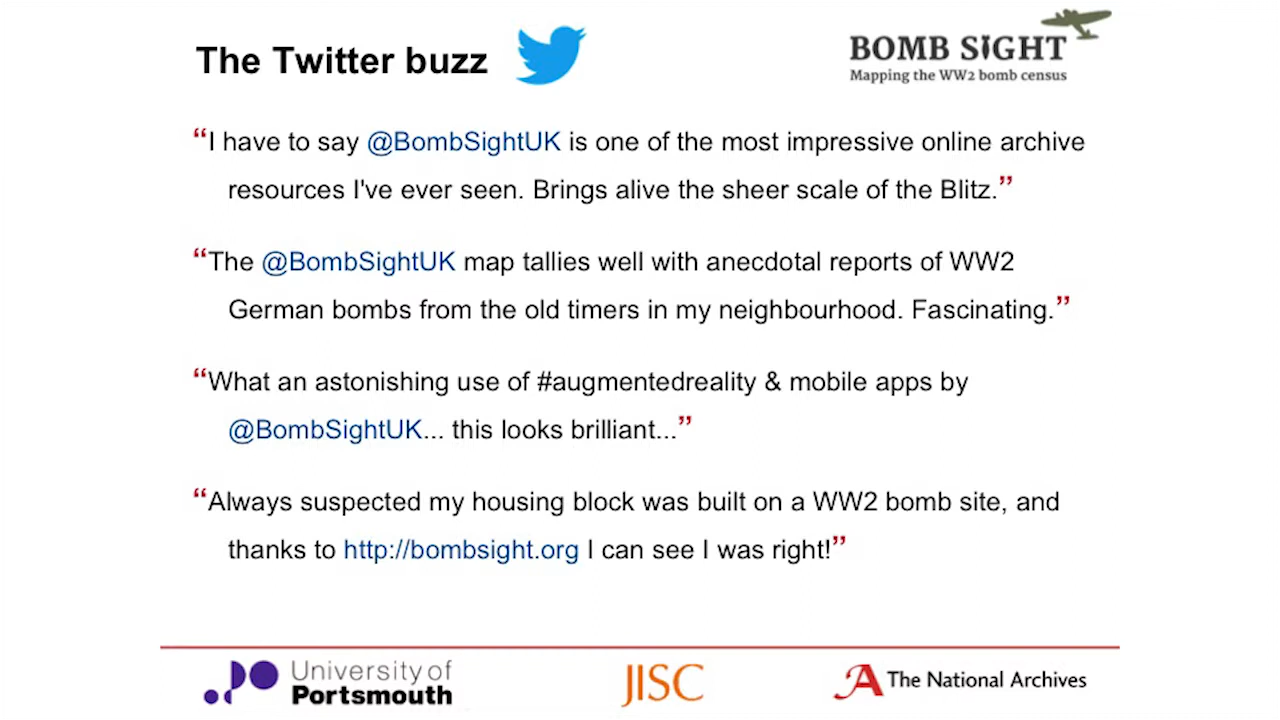 The Twitter buzz
BOMB SIGHT
Mapping the WW2 bomb census
“I have to say @BombSightUK is one of the most impressive online archive
resources I've ever seen. Brings alive the sheer scale of the Blitz.”
“The @BombSightUK map tallies well with anecdotal reports of WW2
German bombs from the old timers in my neighbourhood. Fascinating.”
“What an astonishing use of #augmentedreality & mobile apps by
@BombSightUK... this looks brilliant...”
“Always suspected my housing block was built on a WW2 bomb site, and
thanks to http://bombsight.org I can see I was right!”
University of
Portsmouth
JISC
The National Archives